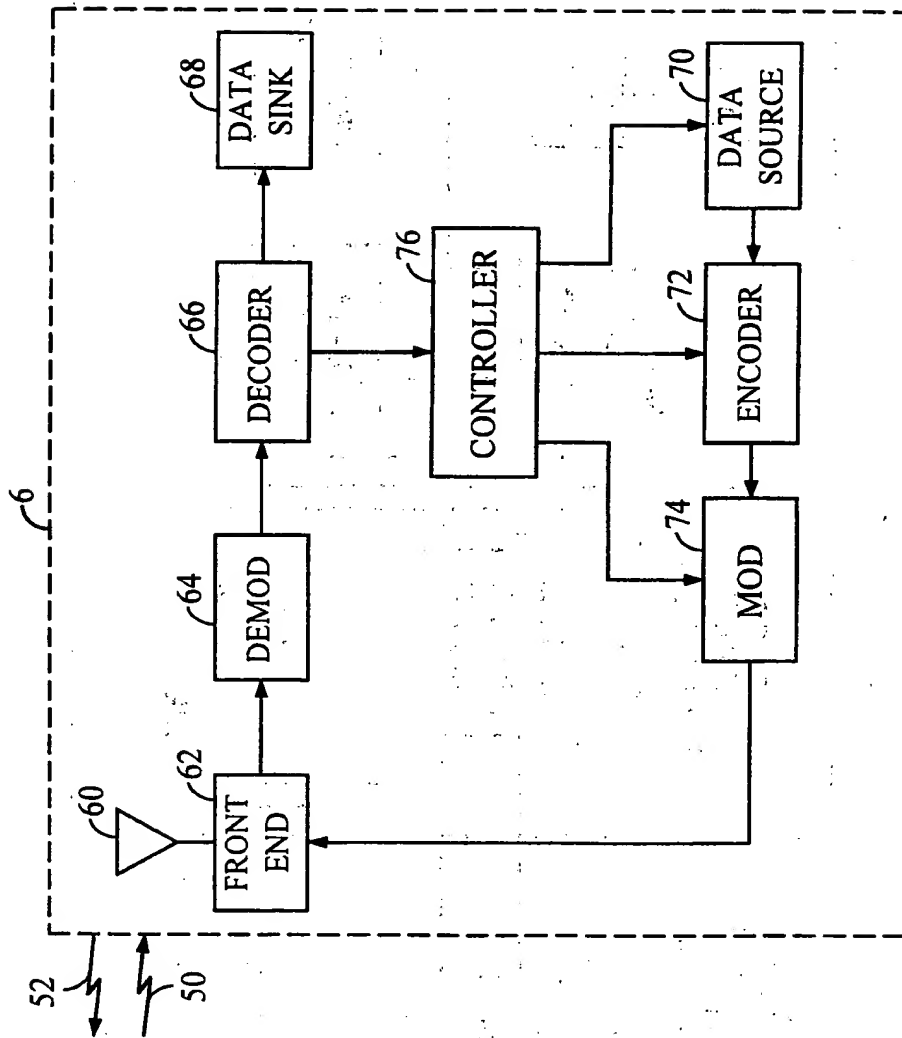 6
52
50
60
62
FRONT
END
64
DEMOD
66
DECODER
68
DATA
SINK
76
CONTROLLER
74
MOD
72
ENCODER
70
DATA
SOURCE